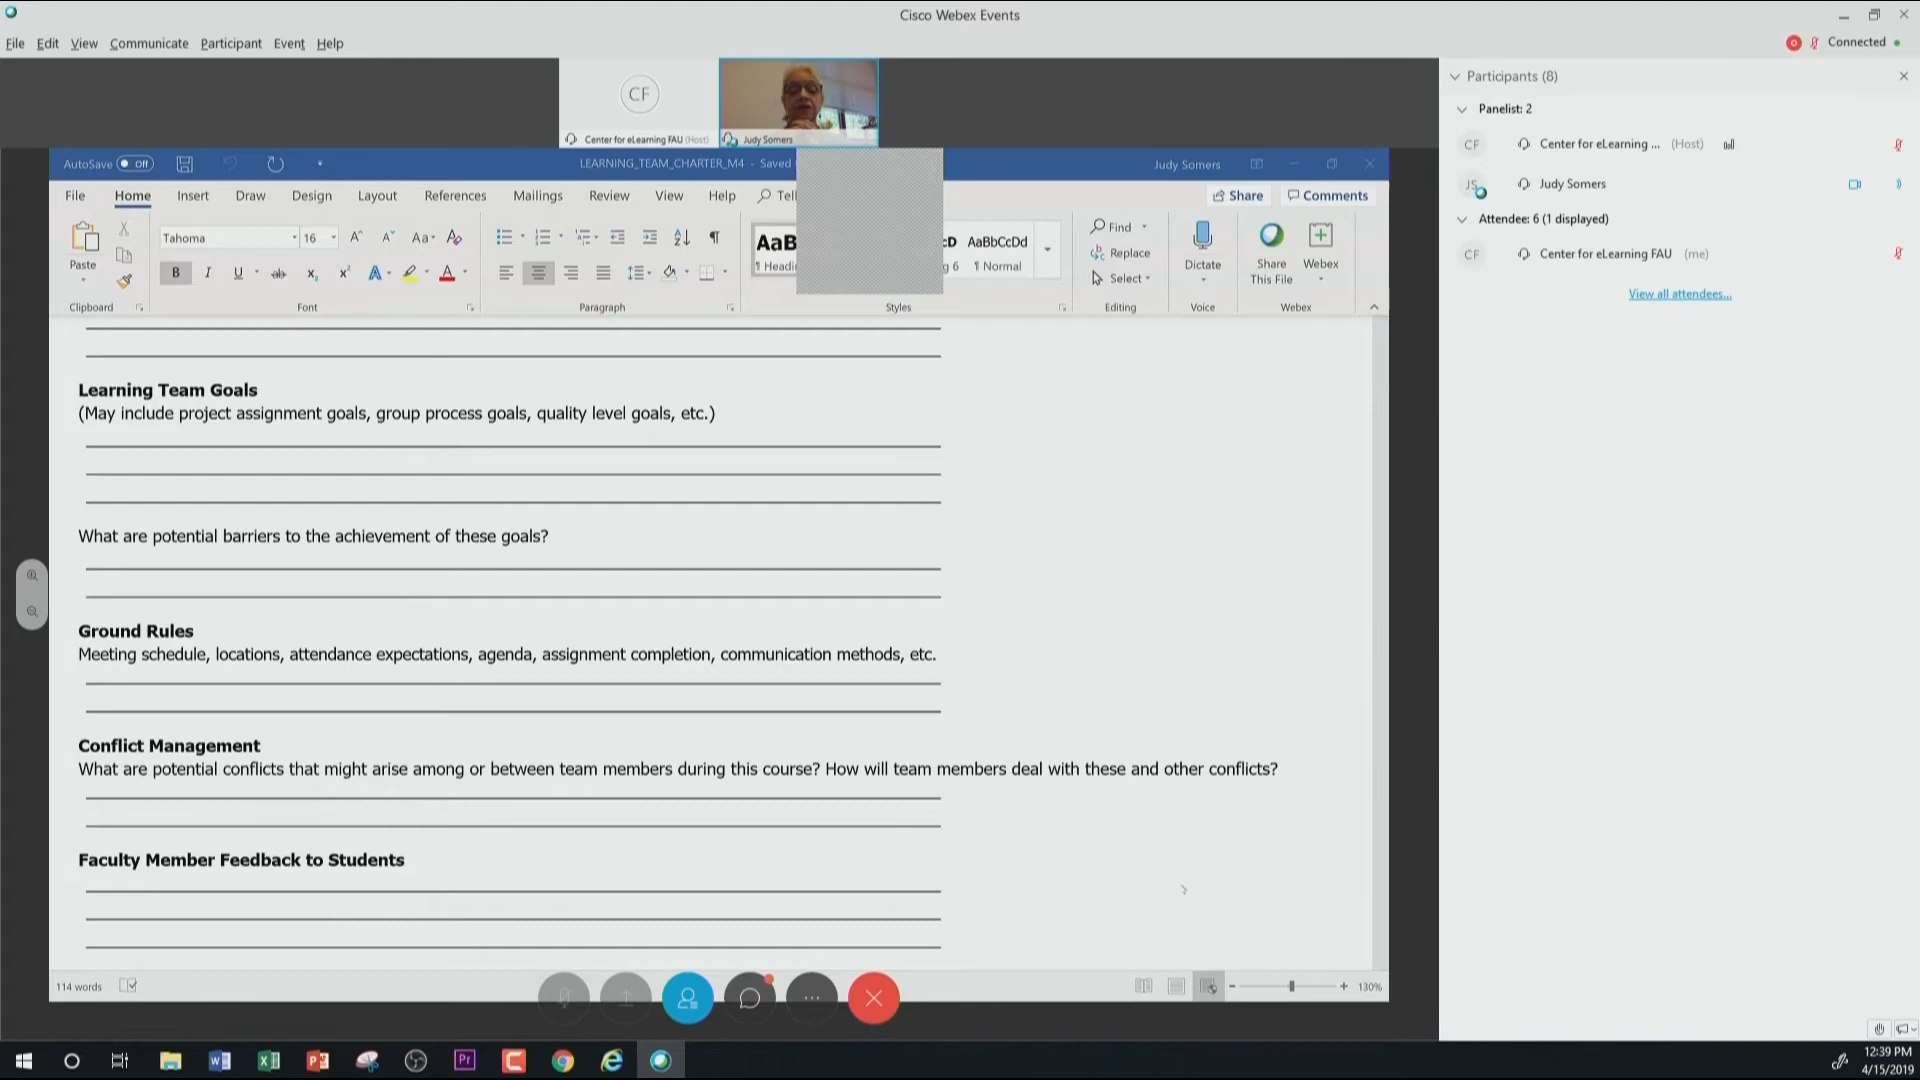 Cisco Webex Events
File Edit View Communicate Participant Event Help
Connected
CF
Center for eLearning FAU (Host)
Judy Somers
AutoSave Off
LEARNING_TEAM_CHARTER_M4 - Saved
Judy Somers
File Home Insert Draw Design Layout References Mailings Review View Help Tell
Share Comments
Paste
Tahoma 16
AaB
Headi
g 6
AaBbCcDd
¶ Normal
Find
Replace
Select
Dictate
Share This File
Webex
Clipboard Font Paragraph Styles Editing Voice Webex
Learning Team Goals
(May include project assignment goals, group process goals, quality level goals, etc.)
What are potential barriers to the achievement of these goals?
Ground Rules
Meeting schedule, locations, attendance expectations, agenda, assignment completion, communication methods, etc.
Conflict Management
What are potential conflicts that might arise among or between team members during this course? How will team members deal with these and other conflicts?
Faculty Member Feedback to Students
114 words
130%
Participants (8)
Panelist: 2
CF Center for eLearning ... (Host)
JS Judy Somers
Attendee: 6 (1 displayed)
CF Center for eLearning FAU (me)
View all attendees...
12:39 PM
4/15/2019